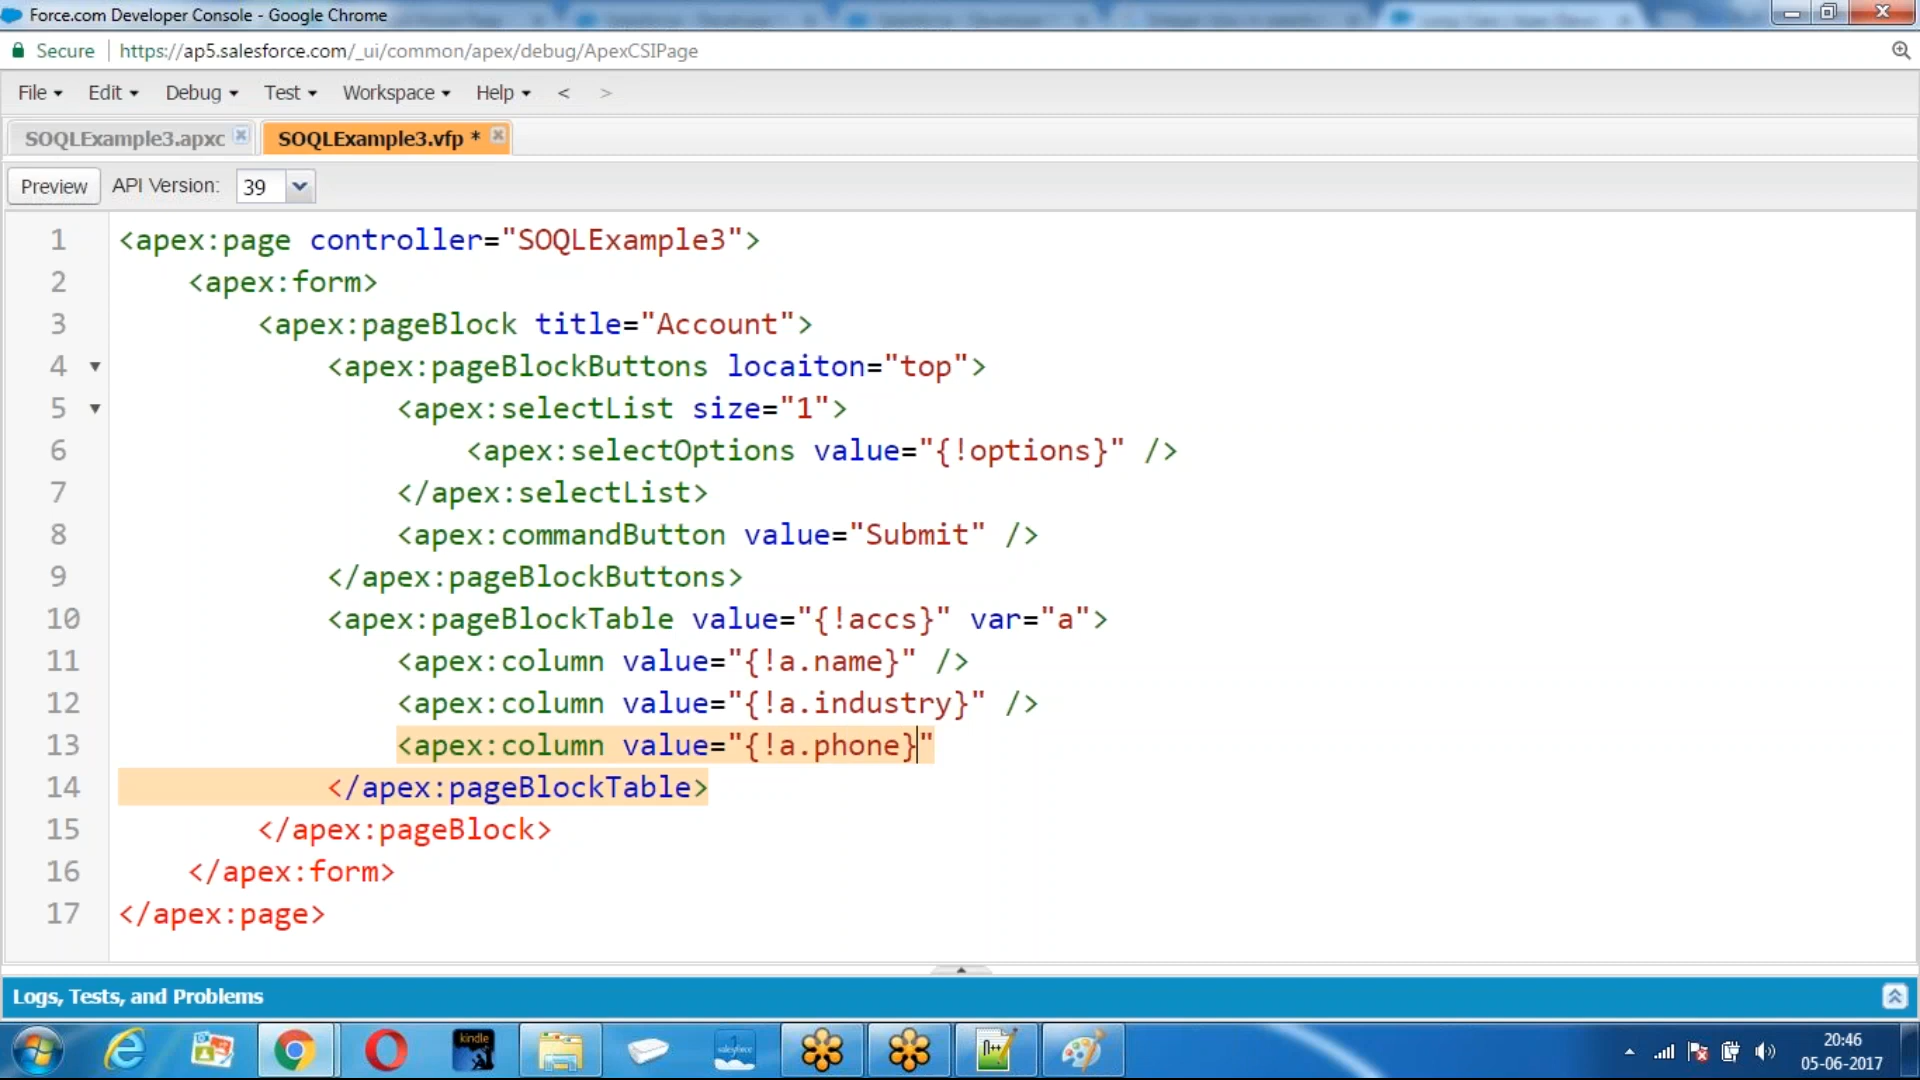 Force.com Developer Console - Google Chrome
Secure https://ap5.salesforce.com/_ui/common/apex/debug/ApexCSIPage
File Edit Debug Test Workspace Help < >
SOQLExample3.apxc SOQLExample3.vfp *
Preview API Version: 39
1 <apex:page controller="SOQLExample3">
2 <apex:form>
3 <apex:pageBlock title="Account">
4 <apex:pageBlockButtons locaiton="top">
5 <apex:selectList size="1">
6 <apex:selectOptions value="{!options}" />
7 </apex:selectList>
8 <apex:commandButton value="Submit" />
9 </apex:pageBlockButtons>
10 <apex:pageBlockTable value="{!accs}" var="a">
11 <apex:column value="{!a.name}" />
12 <apex:column value="{!a.industry}" />
13 <apex:column value="{!a.phone}"
14 </apex:pageBlockTable>
15 </apex:pageBlock>
16 </apex:form>
17 </apex:page>
Logs, Tests, and Problems
kindle
salesforce
n++
20:46
05-06-2017